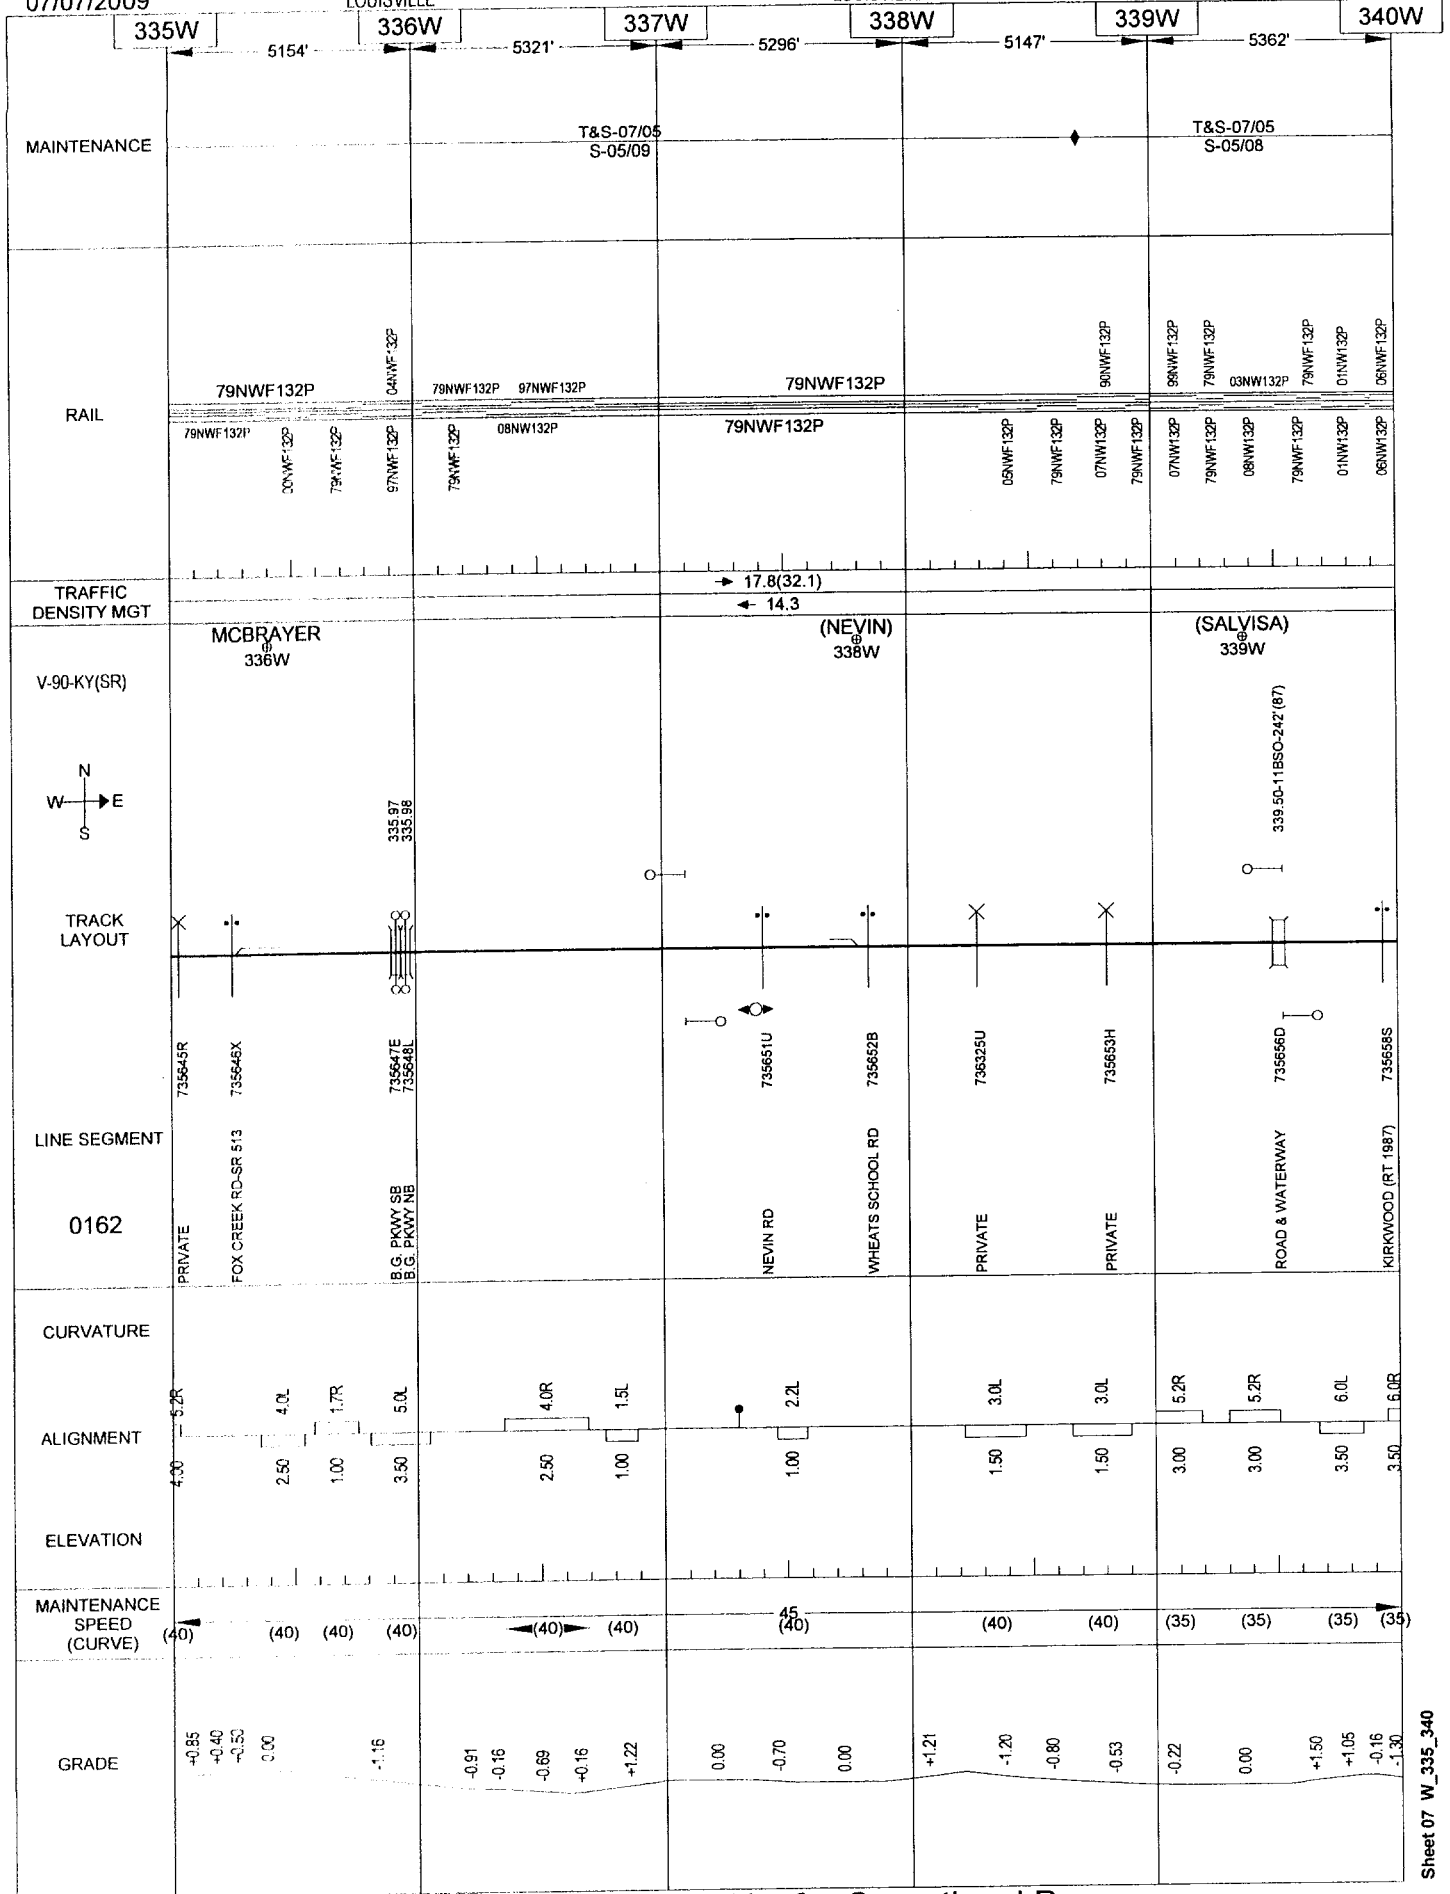 07/07/2009
LOUISVILLE
335W 336W 337W 338W 339W 340W
5154' 5321' 5296' 5147' 5362'
MAINTENANCE
T&S-07/05
S-05/09
T&S-07/05
S-05/08
RAIL
79NWF132P 04NWF132P 79NWF132P 97NWF132P 79NWF132P 90NWF132P 99NWF132P 79NWF132P 03NW132P 79NWF132P 01NW132P 06NWF132P
79NWF132P 00NWF132P 79NWF132P 97NWF132P 79NWF132P 08NW132P 79NWF132P 05NWF132P 79NWF132P 07NW132P 79NWF132P 07NW132P 79NWF132P 08NW132P 79NWF132P 01NW132P 06NW132P
TRAFFIC
DENSITY MGT
17.8(32.1)
14.3
MCBRAYER
336W
(NEVIN)
338W
(SALVISA)
339W
V-90-KY(SR)
N
W E
S
335.97
335.98
339.50-11BSO-242'(87)
TRACK
LAYOUT
735645R
735646X
735647E
735648L
735651U
735652B
736325U
735653H
735656D
735658S
LINE SEGMENT
0162
PRIVATE
FOX CREEK RD-SR 513
B.G. PKWY SB
B.G. PKWY NB
NEVIN RD
WHEATS SCHOOL RD
PRIVATE
PRIVATE
ROAD & WATERWAY
KIRKWOOD (RT 1987)
CURVATURE
5.2R 4.0L 1.7R 5.0L 4.0R 1.5L 2.2L 3.0L 3.0L 5.2R 5.2R 6.0L 6.0R
ALIGNMENT
4.00 2.50 1.00 3.50 2.50 1.00 1.00 1.50 1.50 3.00 3.00 3.50 3.50
ELEVATION
MAINTENANCE
SPEED
(CURVE)
45
(40) (40) (40) (40) (40) (40) (40) (40) (40) (35) (35) (35) (35)
GRADE
+0.85 +0.40 +0.50 0.00 -1.16 -0.91 -0.16 -0.69 +0.16 +1.22 0.00 -0.70 0.00 +1.21 -1.20 -0.80 -0.53 -0.22 0.00 +1.50 +1.05 -0.16 -1.30
Sheet 07 W_335_340